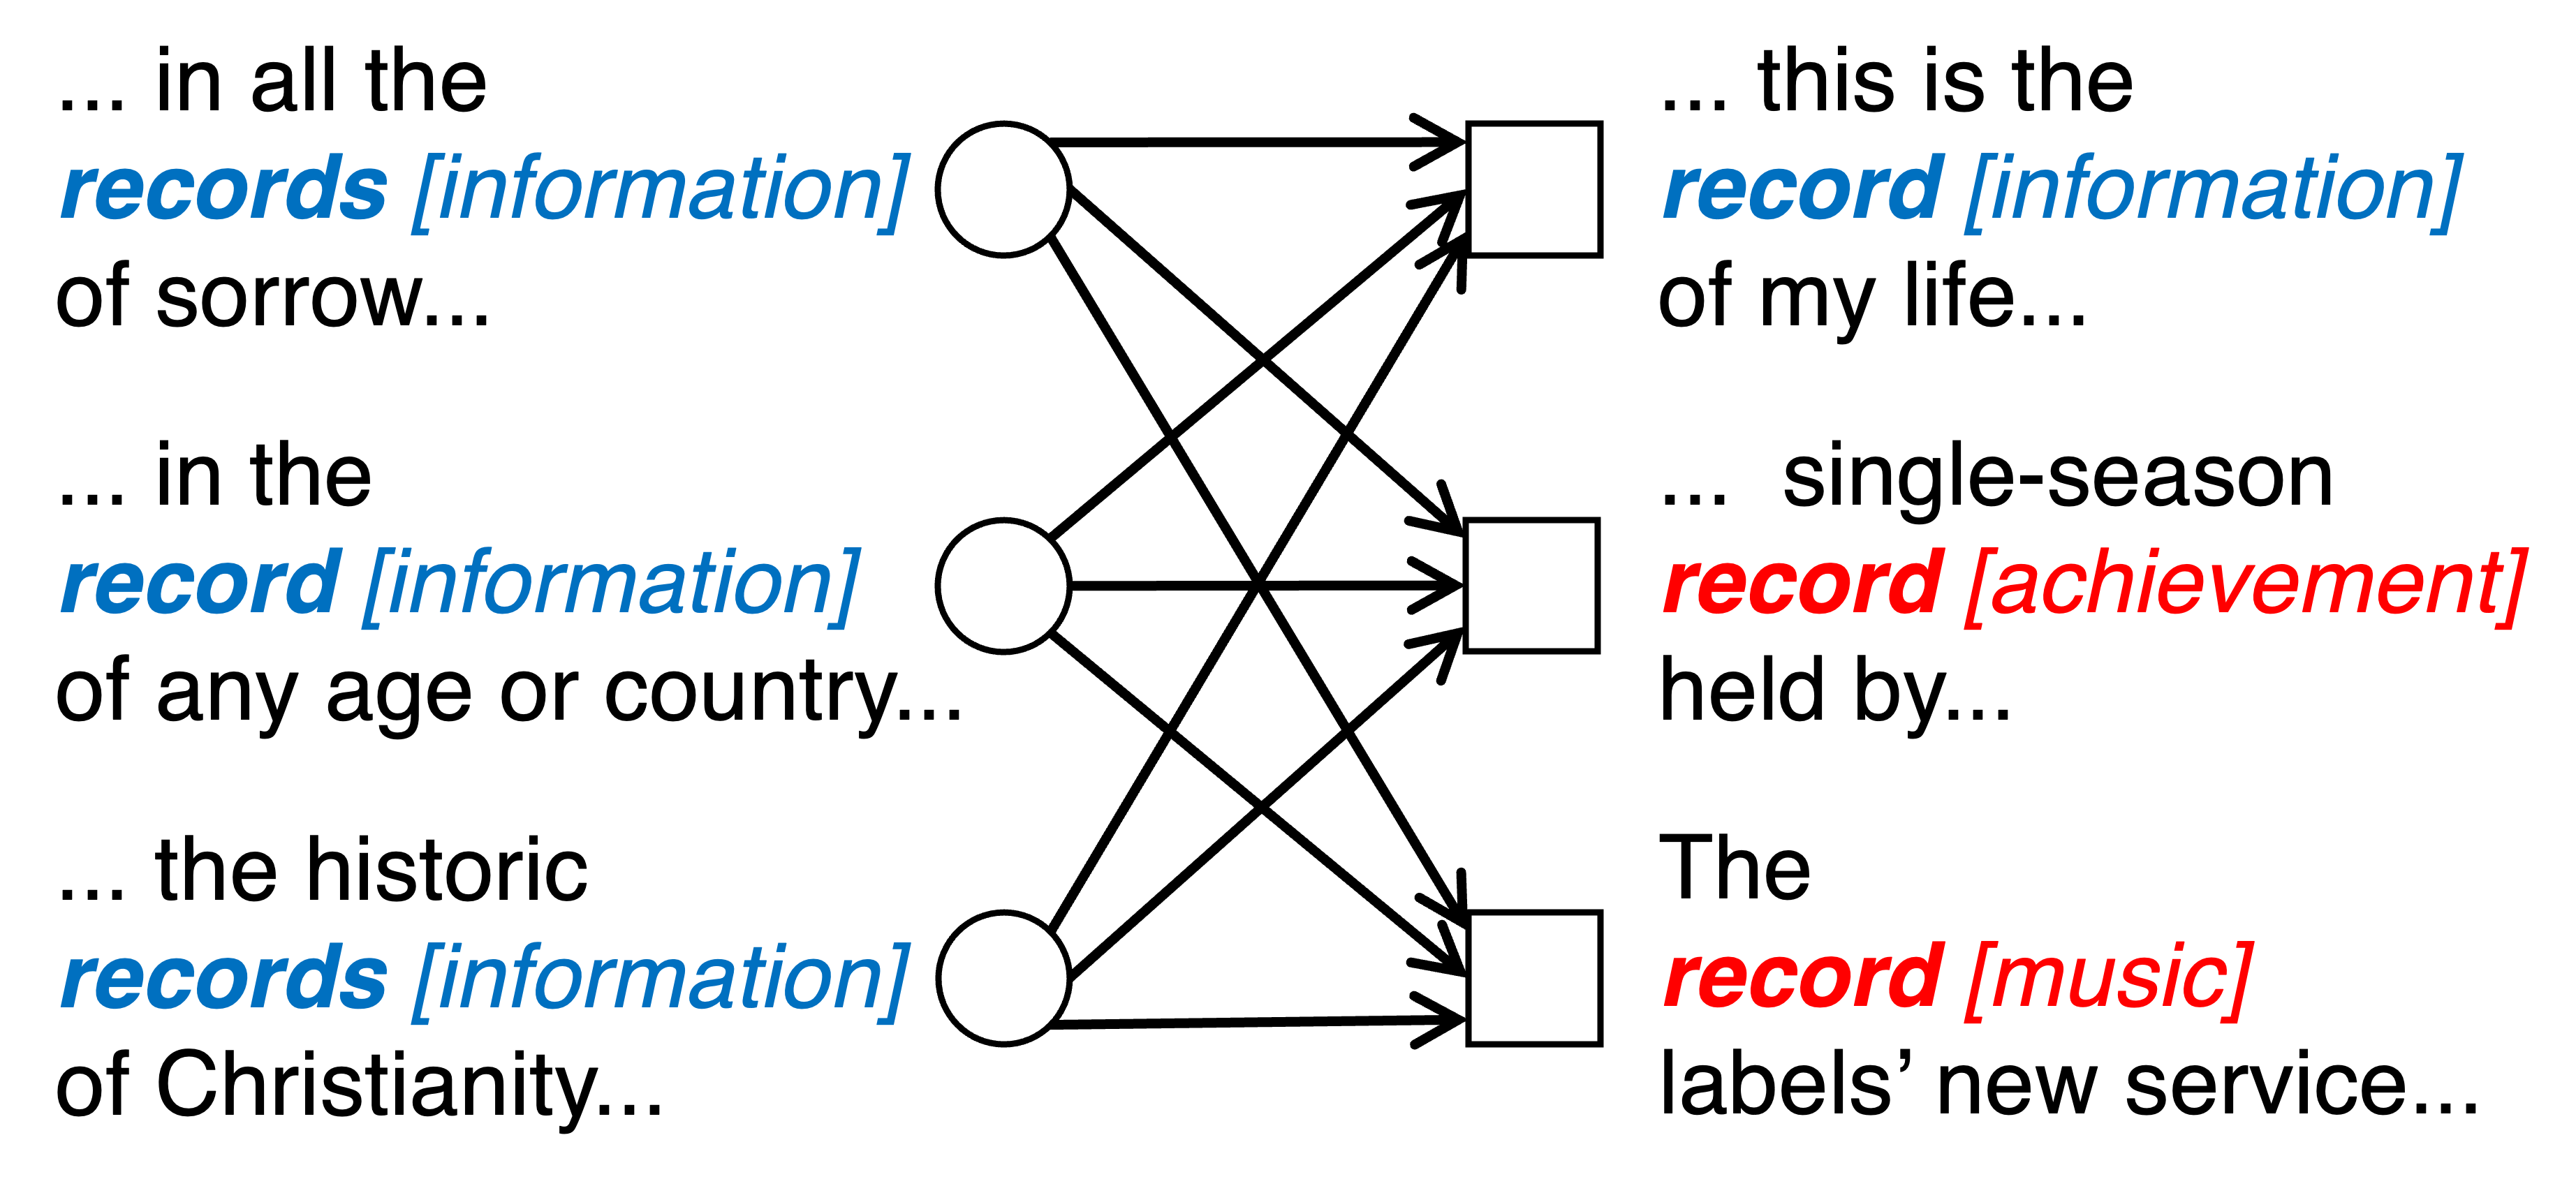 ... in all the
records [information]
of sorrow...
... in the
record [information]
of any age or country...
... the historic
records [information]
of Christianity...
... this is the
record [information]
of my life...
... single-season
record [achievement]
held by...
The
record [music]
labels’ new service...